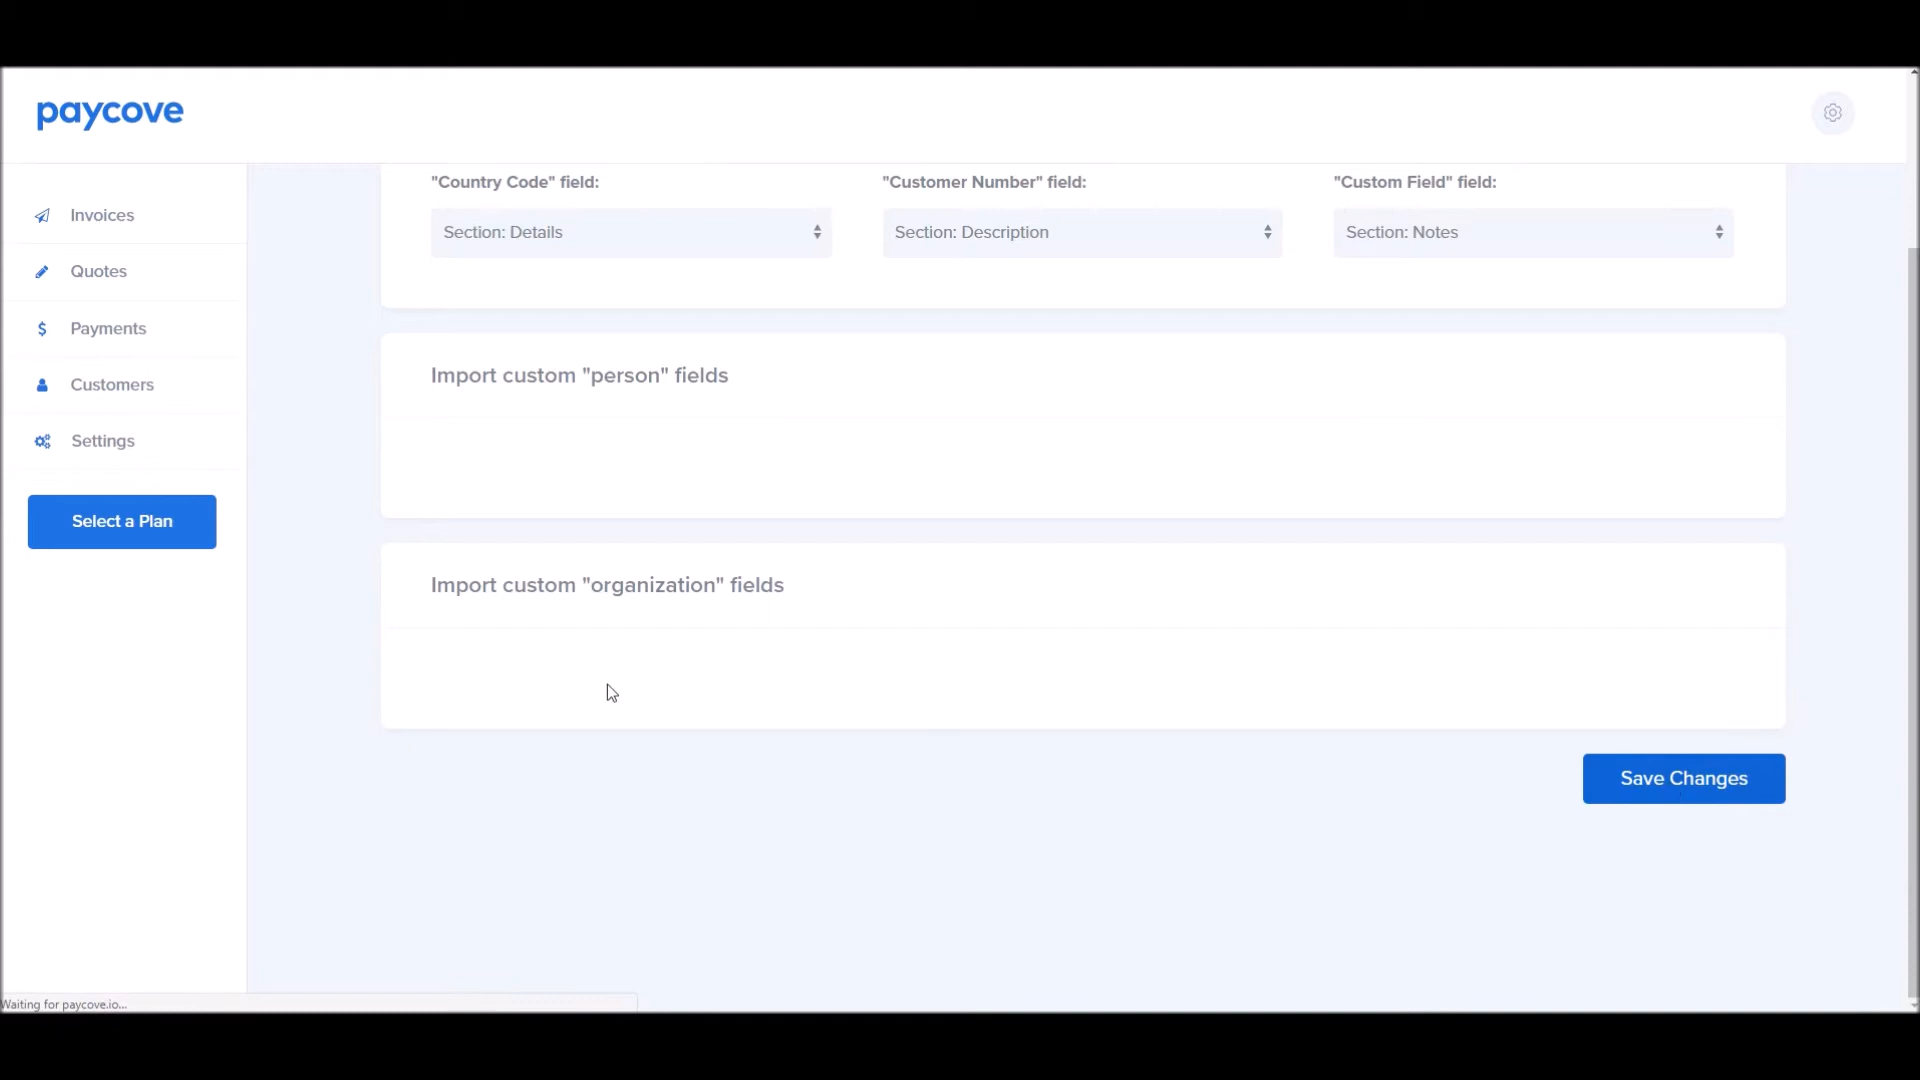 paycove
Invoices
Quotes
Payments
Customers
Settings
Select a Plan
"Country Code" field:
"Customer Number" field:
"Custom Field" field:
Section: Details
Section: Description
Section: Notes
Import custom "person" fields
Import custom "organization" fields
Save Changes
Waiting for paycove.io...